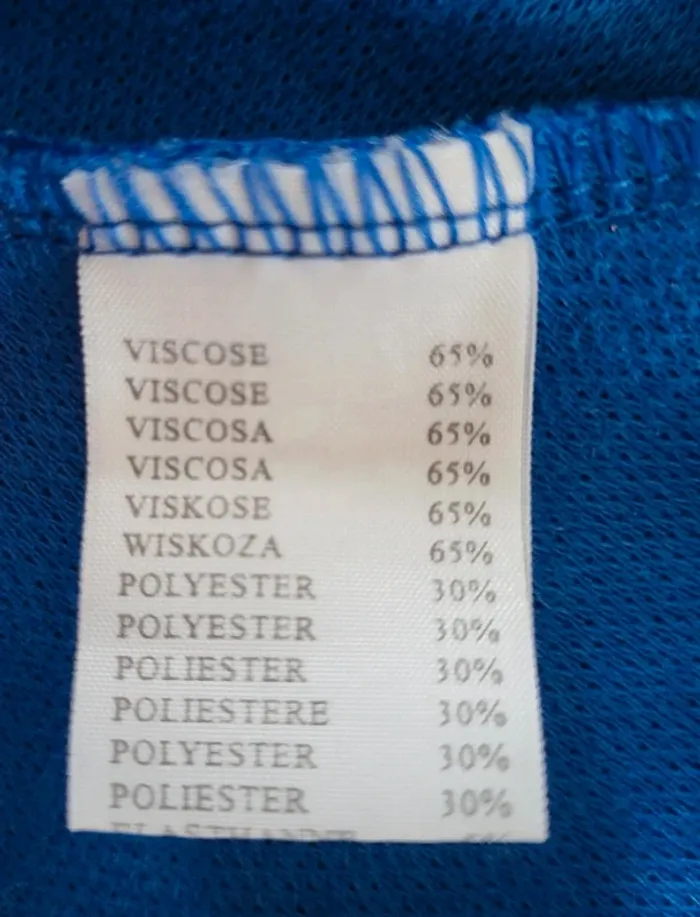 VISCOSE 65%
VISCOSE 65%
VISCOSA 65%
VISCOSA 65%
VISKOSE 65%
WISKOZA 65%
POLYESTER 30%
POLYESTER 30%
POLIESTER 30%
POLIESTERE 30%
POLYESTER 30%
POLIESTER 30%